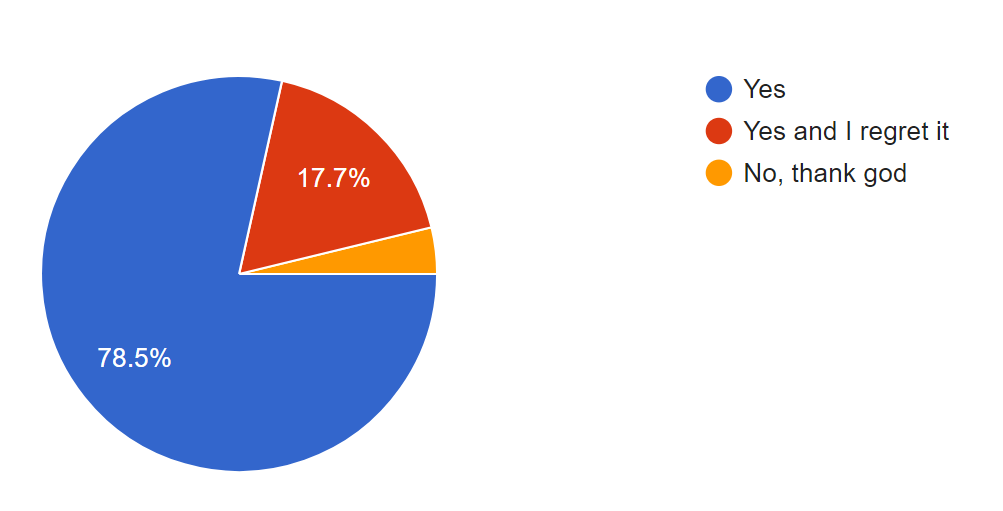 Yes
Yes and I regret it
No, thank god
17.7%
78.5%